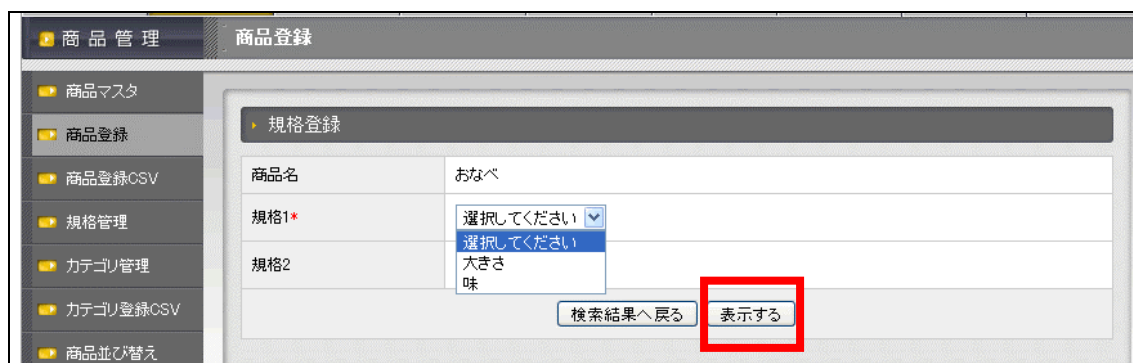 商品管理
商品登録
商品マスタ
商品登録
商品登録CSV
規格管理
カテゴリ管理
カテゴリ登録CSV
商品並び替え
規格登録
商品名
おなべ
規格1*
選択してください
選択してください
大きさ
味
規格2
検索結果へ戻る
表示する